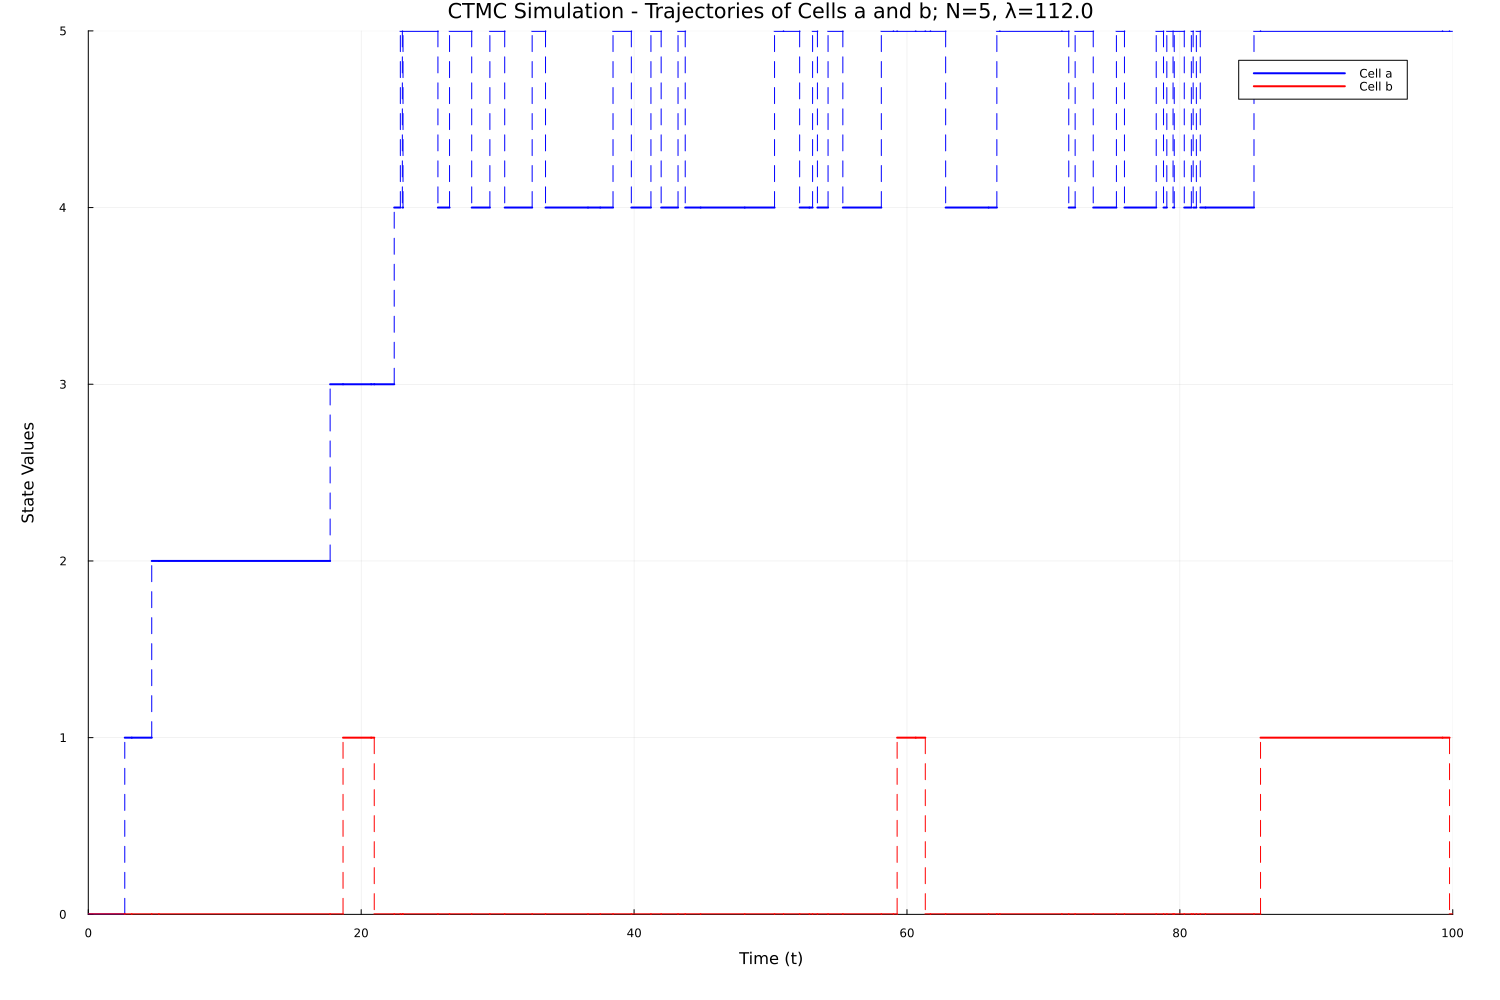 CTMC Simulation - Trajectories of Cells a and b; N=5, λ=112.0
5
Cell a
Cell b
4
3
State Values
2
1
0
0 20 40 60 80 100
Time (t)